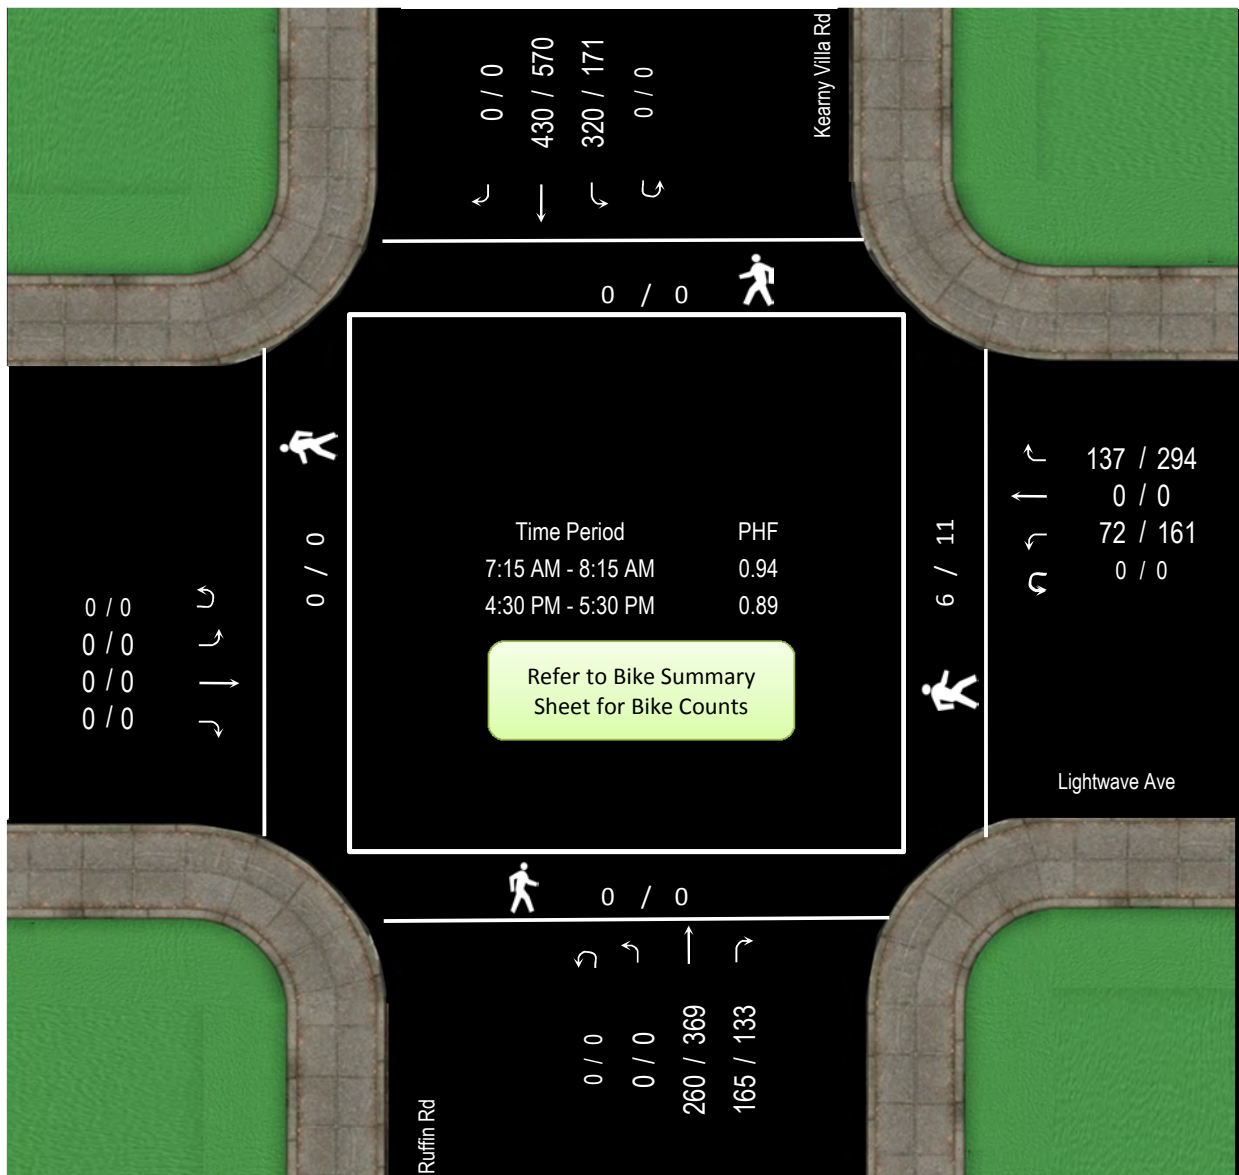 Kearny Villa Rd
0 / 0
430 / 570
320 / 171
0 / 0
0 / 0
137 / 294
0 / 0
72 / 161
0 / 0
0 / 0
6 / 11
Time Period PHF
7:15 AM - 8:15 AM 0.94
4:30 PM - 5:30 PM 0.89
Refer to Bike Summary
Sheet for Bike Counts
0 / 0
0 / 0
0 / 0
0 / 0
Lightwave Ave
0 / 0
0 / 0
0 / 0
260 / 369
165 / 133
Ruffin Rd